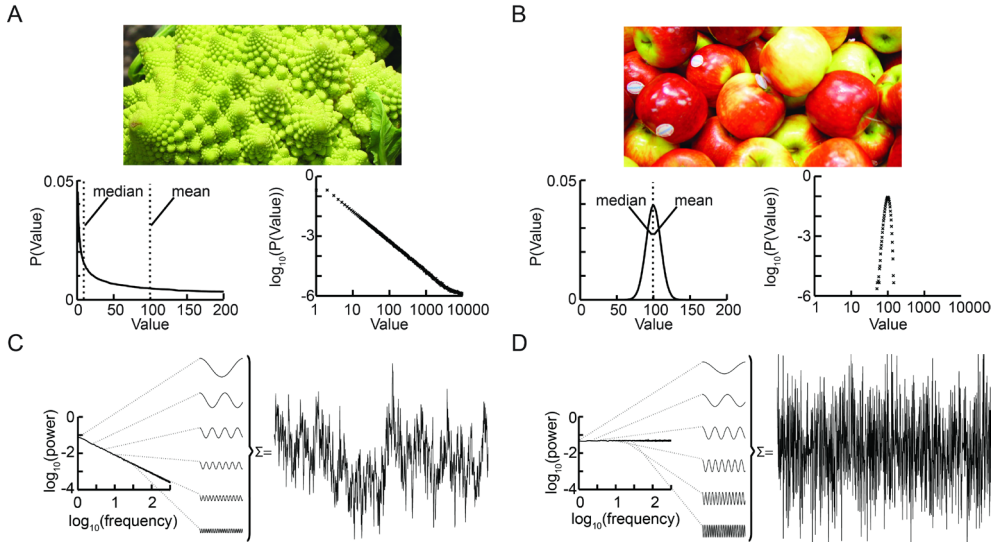 A
median
mean
0.05
P(Value)
0
0 50 100 150 200
Value
0
-3
-6
log10(P(Value))
1 10 100 1000 10000
Value
B
median
mean
0.05
P(Value)
0
0 50 100 150 200
Value
0
-3
-6
log10(P(Value))
1 10 100 1000 10000
Value
C
0
-2
-4
log10(power)
0 1 2
log10(frequency)
Σ=
D
0
-2
-4
log10(power)
0 1 2
log10(frequency)
Σ=